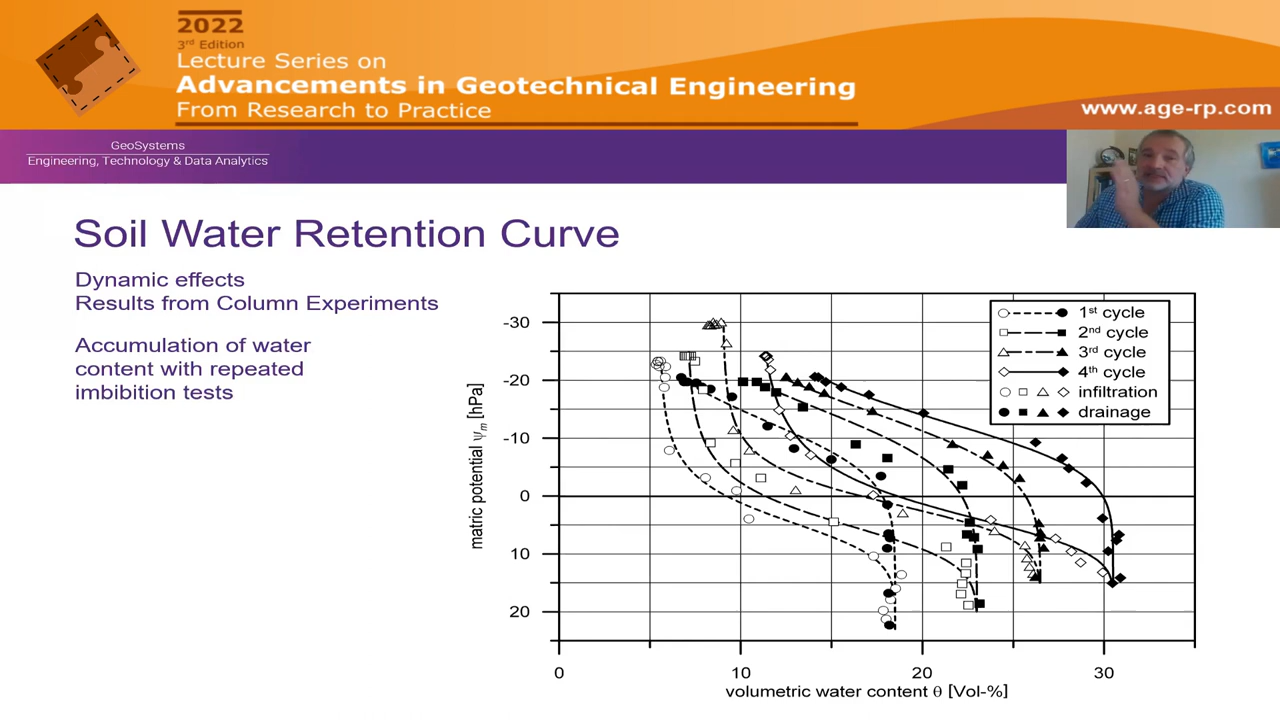 2022
3rd Edition
Lecture Series on
Advancements in Geotechnical Engineering
From Research to Practice
www.age-rp.com
GeoSystems
Engineering, Technology & Data Analytics
Soil Water Retention Curve
Dynamic effects
Results from Column Experiments
Accumulation of water
content with repeated
imbibition tests
matric potential ψm [hPa]
-30
-20
-10
0
10
20
1st cycle
2nd cycle
3rd cycle
4th cycle
infiltration
drainage
0 10 20 30
volumetric water content θ [Vol-%]